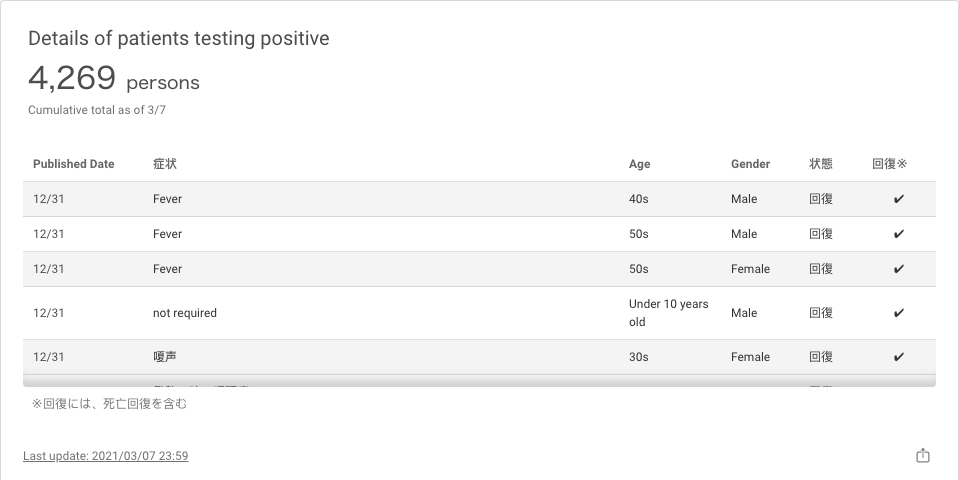 Details of patients testing positive
4,269 persons
Cumulative total as of 3/7
Published Date 症状 Age Gender 状態 回復※
12/31 Fever 40s Male 回復 ✔
12/31 Fever 50s Male 回復 ✔
12/31 Fever 50s Female 回復 ✔
12/31 not required Under 10 years old Male 回復 ✔
12/31 嗄声 30s Female 回復 ✔
※回復には、死亡回復を含む
Last update: 2021/03/07 23:59